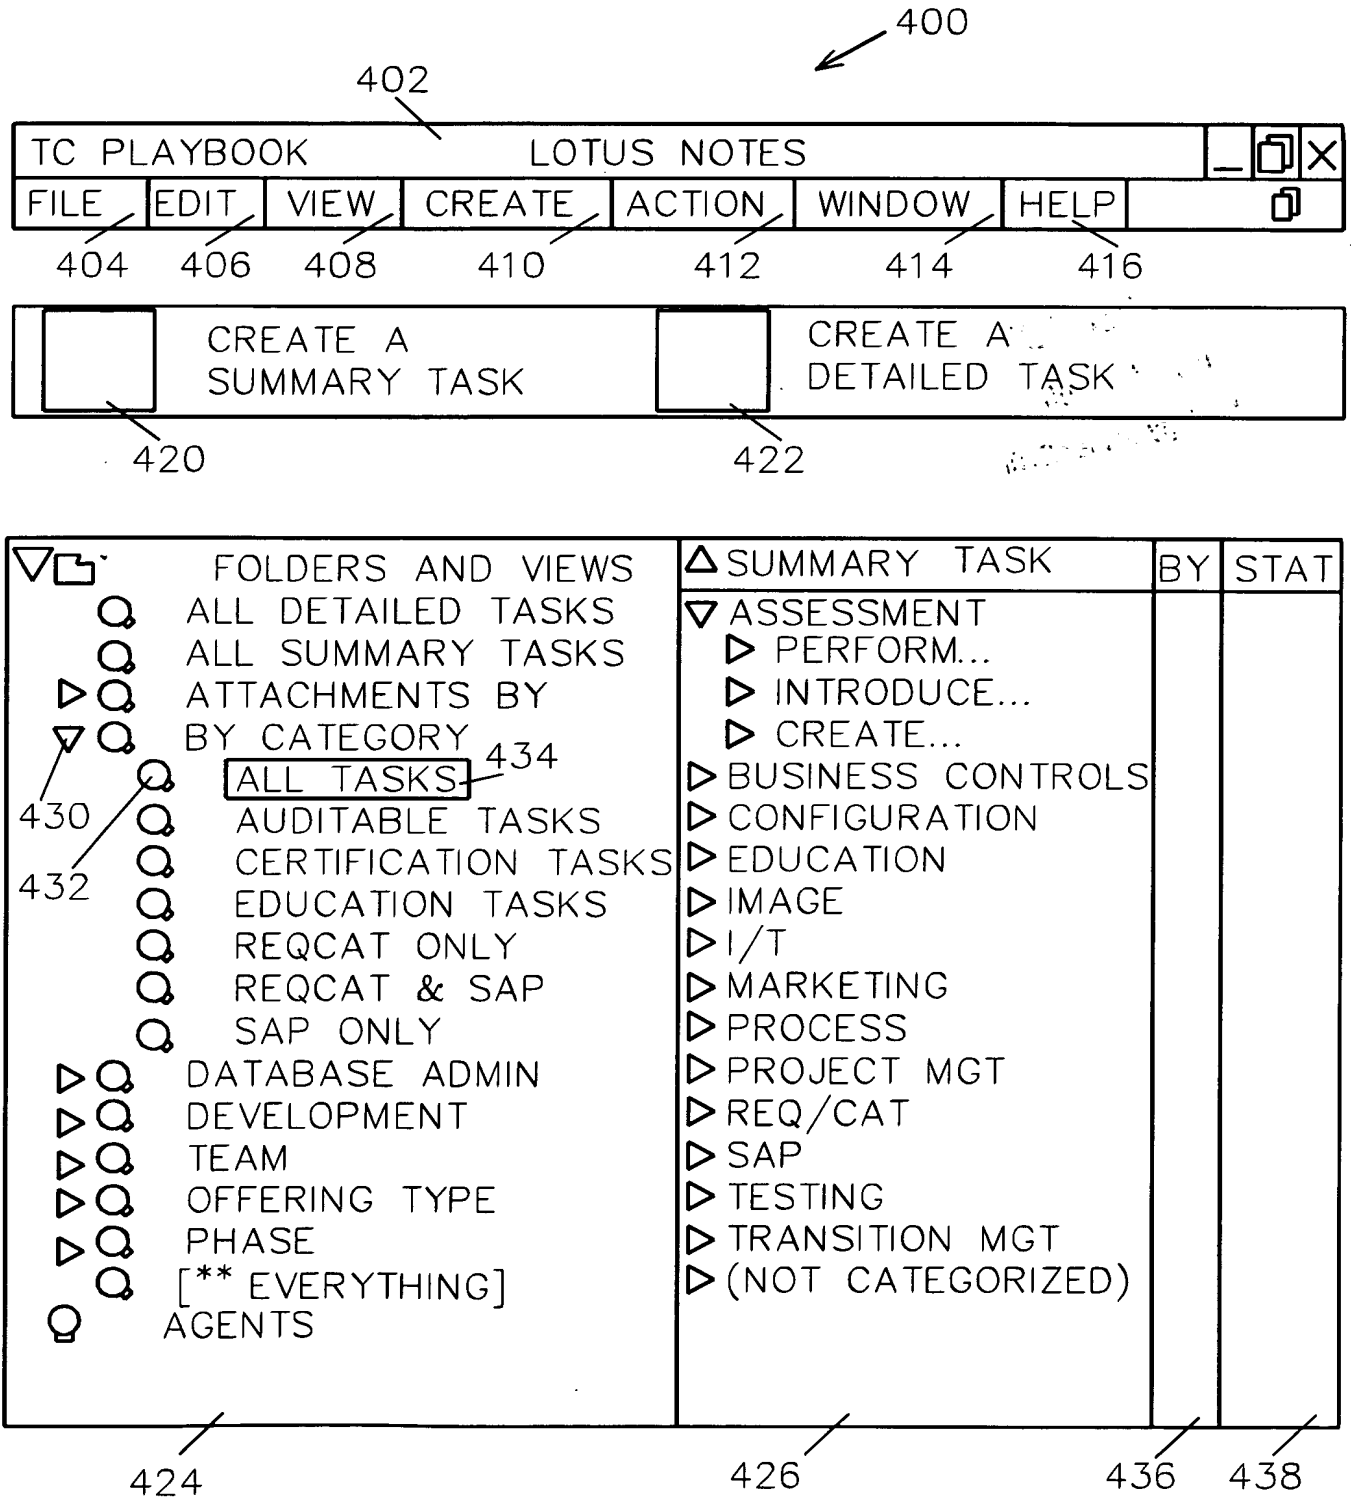 400
402
TC PLAYBOOK LOTUS NOTES
FILE EDIT VIEW CREATE ACTION WINDOW HELP
404 406 408 410 412 414 416
CREATE A
SUMMARY TASK
CREATE A
DETAILED TASK
420 422
FOLDERS AND VIEWS
ALL DETAILED TASKS
ALL SUMMARY TASKS
ATTACHMENTS BY
BY CATEGORY
434
ALL TASKS
430
AUDITABLE TASKS
CERTIFICATION TASKS
432
EDUCATION TASKS
REQCAT ONLY
REQCAT & SAP
SAP ONLY
DATABASE ADMIN
DEVELOPMENT
TEAM
OFFERING TYPE
PHASE
[** EVERYTHING]
AGENTS
SUMMARY TASK BY STAT
ASSESSMENT
PERFORM...
INTRODUCE...
CREATE...
BUSINESS CONTROLS
CONFIGURATION
EDUCATION
IMAGE
I/T
MARKETING
PROCESS
PROJECT MGT
REQ/CAT
SAP
TESTING
TRANSITION MGT
(NOT CATEGORIZED)
424 426 436 438